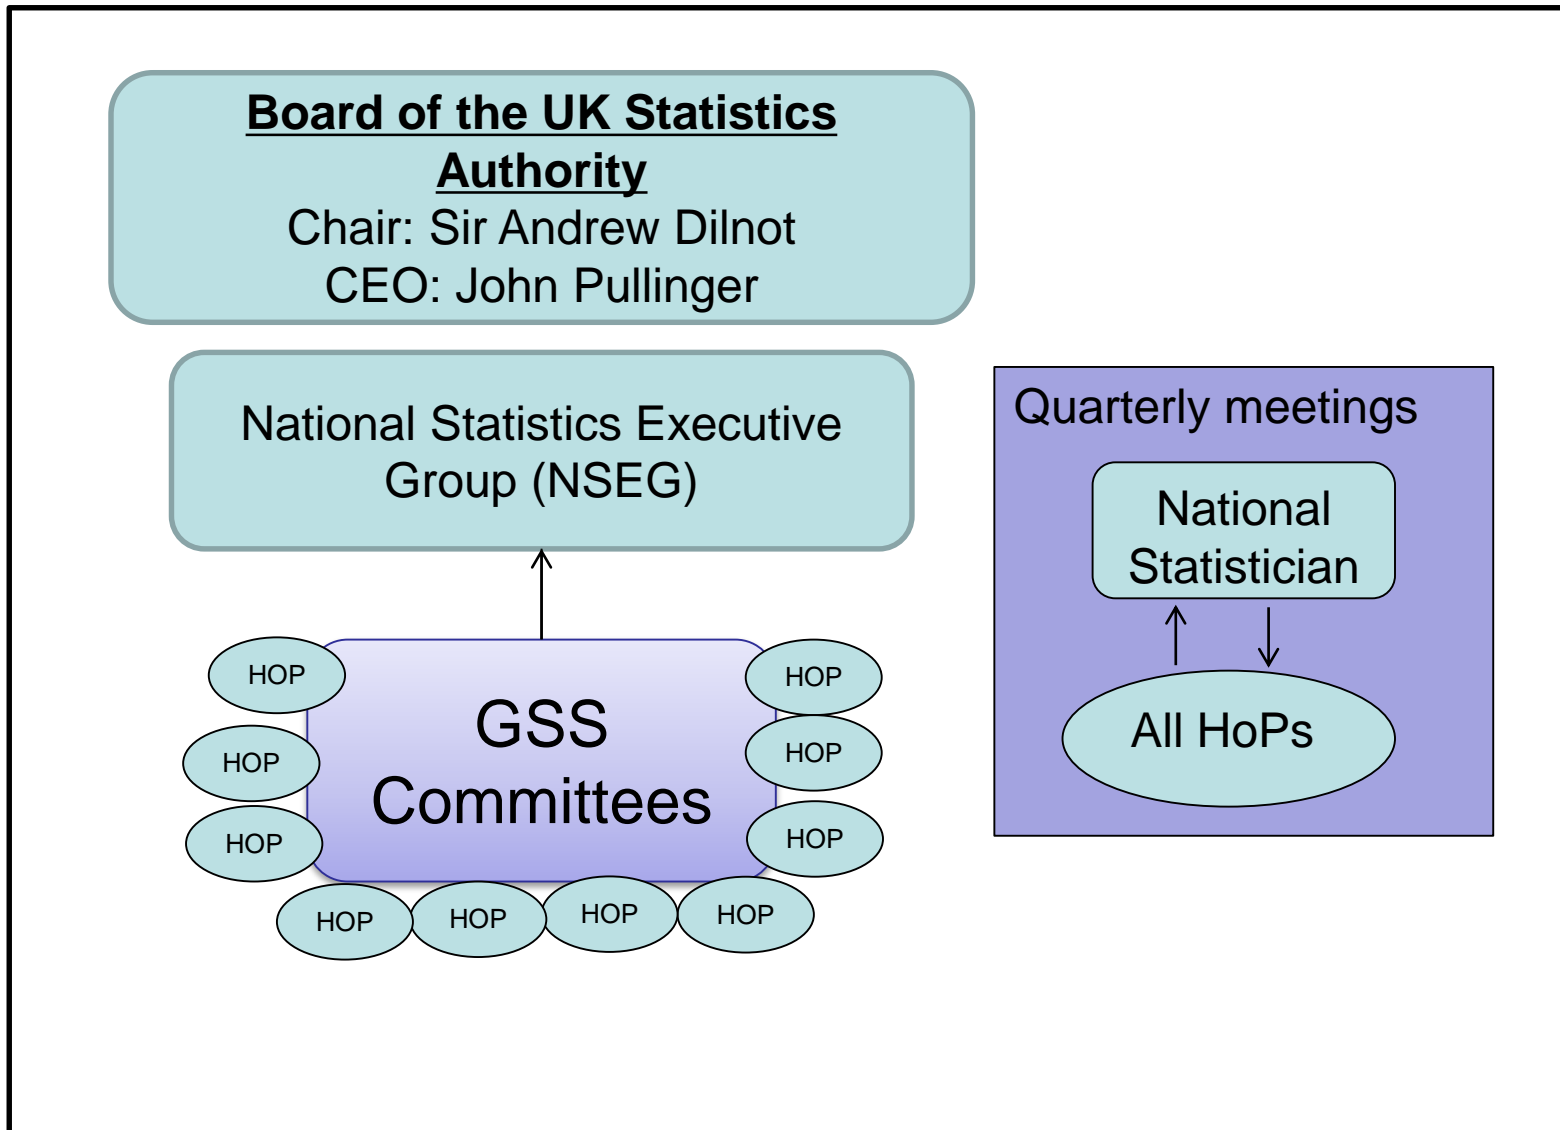 Board of the UK Statistics
Authority
Chair: Sir Andrew Dilnot
CEO: John Pullinger
National Statistics Executive
Group (NSEG)
Quarterly meetings
National
Statistician
All HoPs
GSS
Committees
HOP
HOP
HOP
HOP
HOP
HOP
HOP
HOP
HOP
HOP